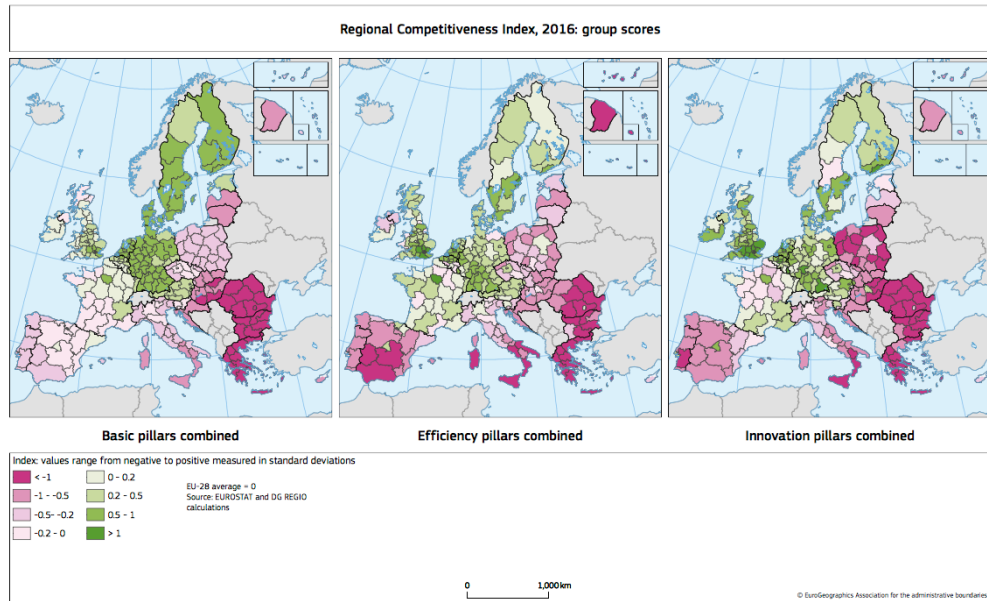 Regional Competitiveness Index, 2016: group scores
Basic pillars combined
Efficiency pillars combined
Innovation pillars combined
Index: values range from negative to positive measured in standard deviations
< -1
-1 - -0.5
-0.5- -0.2
-0.2 - 0
0 - 0.2
0.2 - 0.5
0.5 - 1
> 1
EU-28 average = 0
Source: EUROSTAT and DG REGIO
calculations
0 1,000 km
© EuroGeographics Association for the administrative boundaries